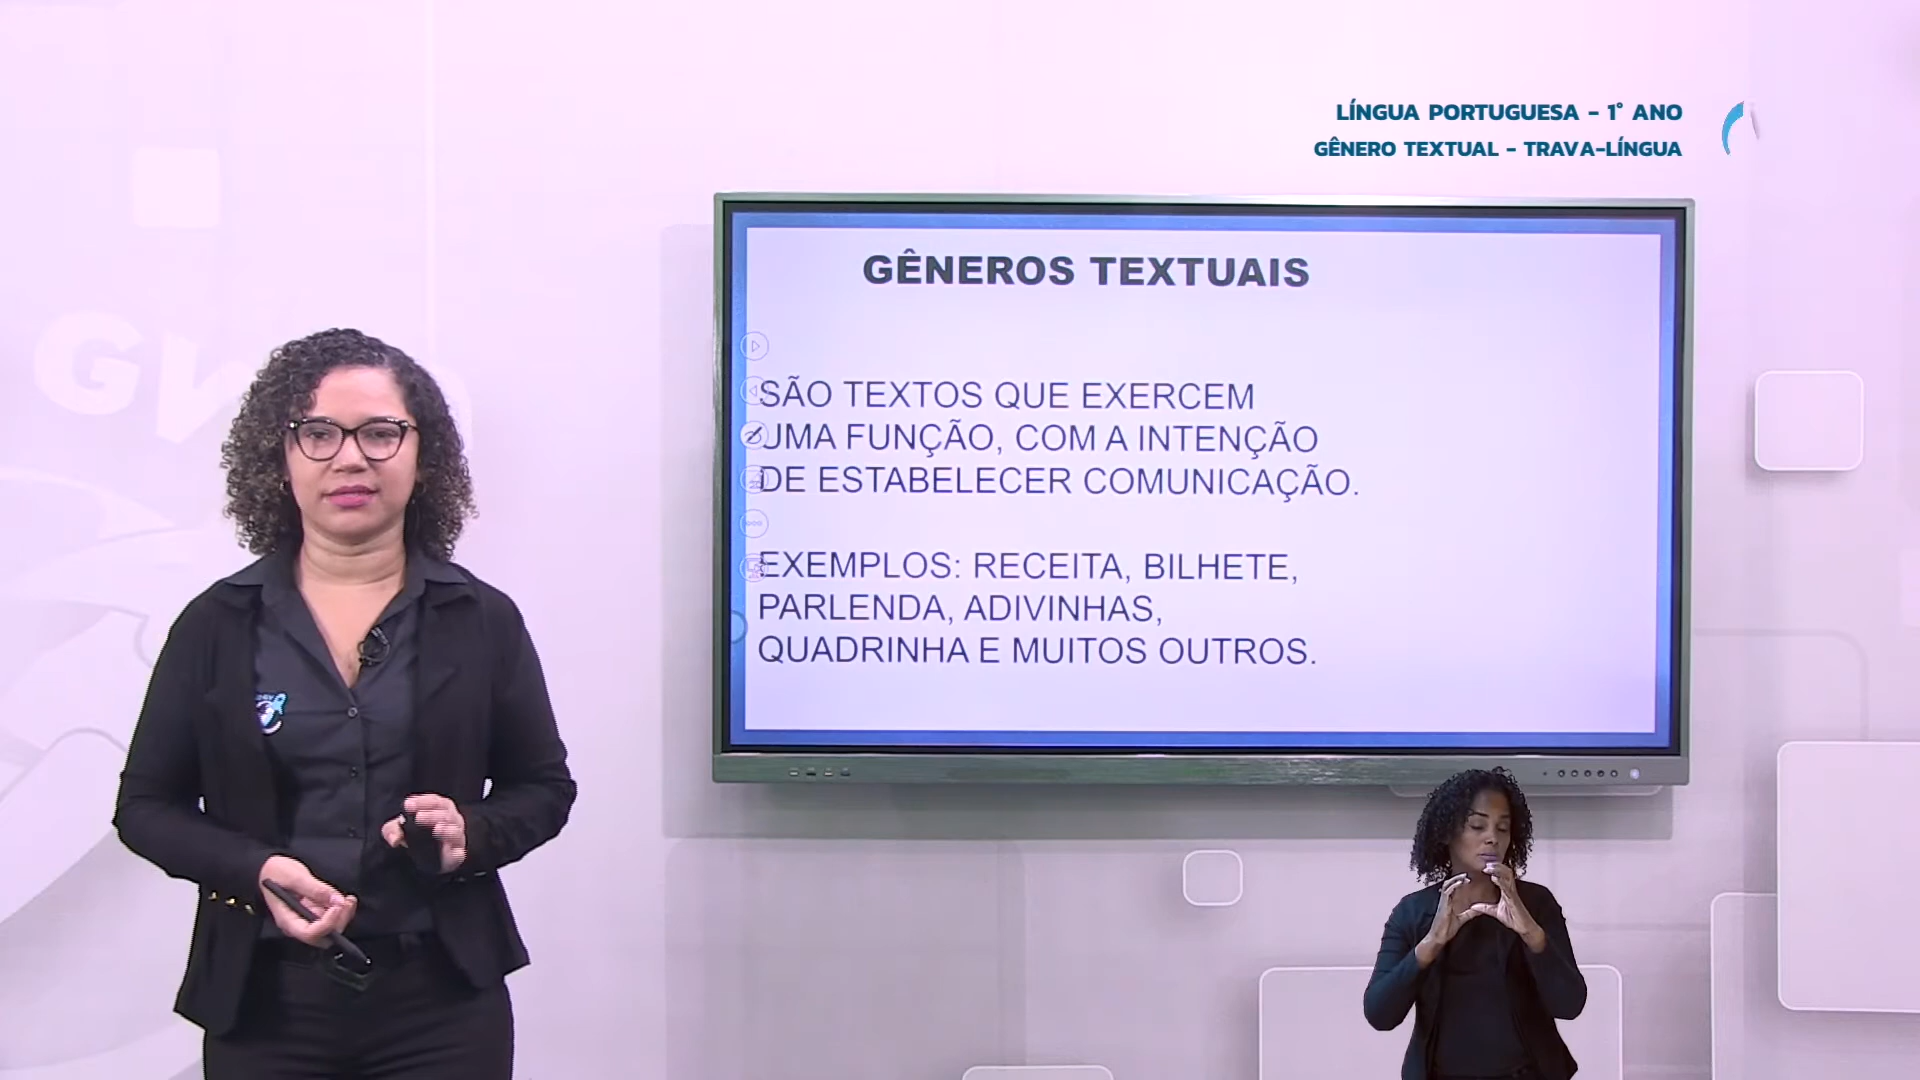 LÍNGUA PORTUGUESA - 1° ANO
GÊNERO TEXTUAL - TRAVA-LÍNGUA
GÊNEROS TEXTUAIS
SÃO TEXTOS QUE EXERCEM
UMA FUNÇÃO, COM A INTENÇÃO
DE ESTABELECER COMUNICAÇÃO.
EXEMPLOS: RECEITA, BILHETE,
PARLENDA, ADIVINHAS,
QUADRINHA E MUITOS OUTROS.